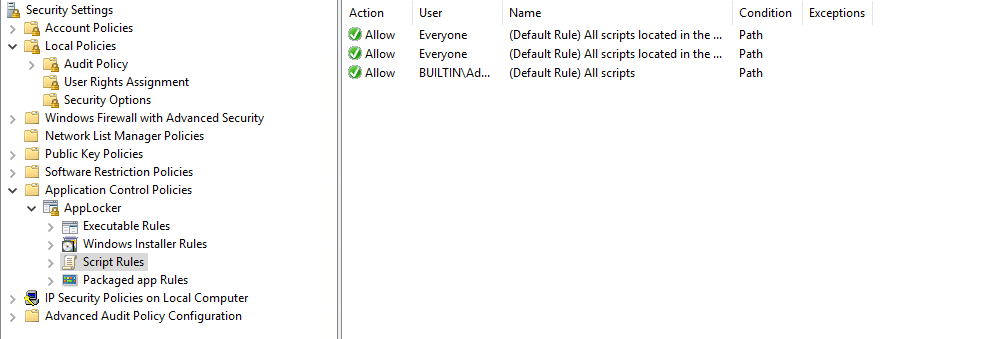 Security Settings
Account Policies
Local Policies
Audit Policy
User Rights Assignment
Security Options
Windows Firewall with Advanced Security
Network List Manager Policies
Public Key Policies
Software Restriction Policies
Application Control Policies
AppLocker
Executable Rules
Windows Installer Rules
Script Rules
Packaged app Rules
IP Security Policies on Local Computer
Advanced Audit Policy Configuration
Action User Name Condition Exceptions
Allow Everyone (Default Rule) All scripts located in the ... Path
Allow Everyone (Default Rule) All scripts located in the ... Path
Allow BUILTIN\Ad... (Default Rule) All scripts Path